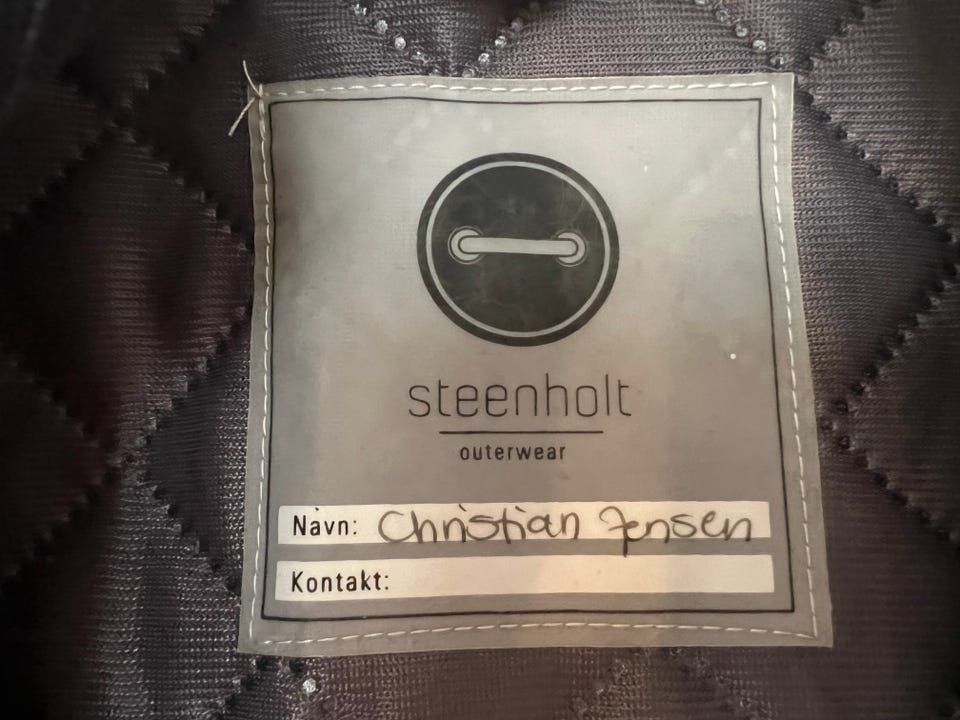 steenholt
outerwear
Navn: Christian Jensen
Kontakt: